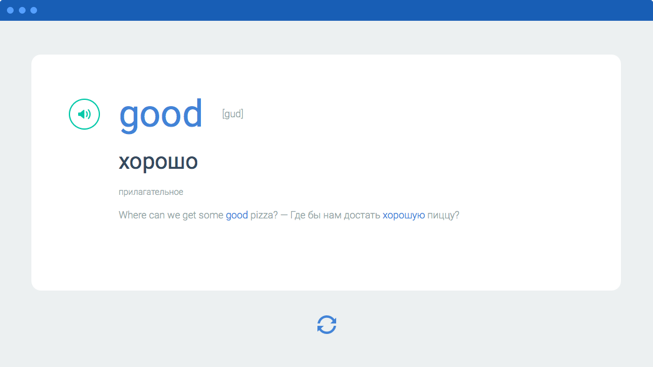 good [gud]
хорошо
прилагательное
Where can we get some good pizza? — Где бы нам достать хорошую пиццу?